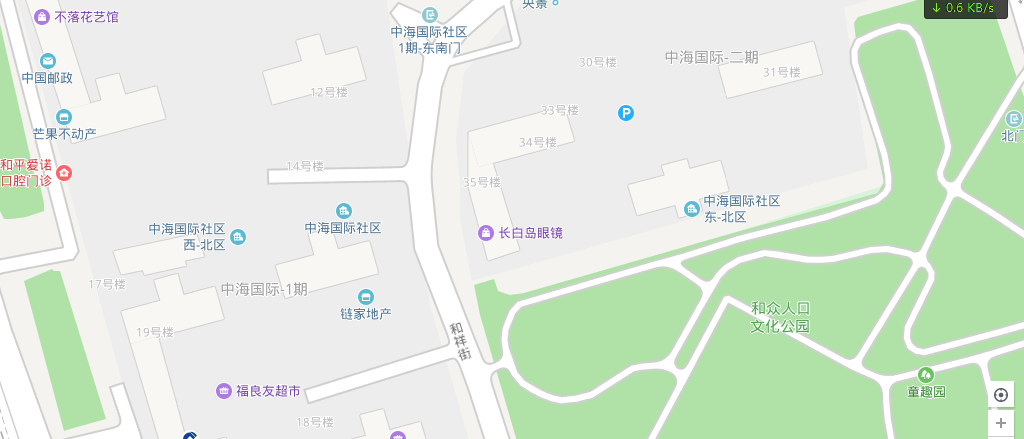 央景
↓ 0.6 KB/s
不落花艺馆
中海国际社区
1期-东南门
中海国际-二期
30号楼
31号楼
中国邮政
12号楼
33号楼
芒果不动产
34号楼
北门
和平爱诺
口腔门诊
14号楼
35号楼
中海国际社区
东-北区
中海国际社区
中海国际社区
西-北区
长白岛眼镜
17号楼
中海国际-1期
链家地产
和众人口
文化公园
19号楼
和祥街
福良友超市
童趣园
18号楼